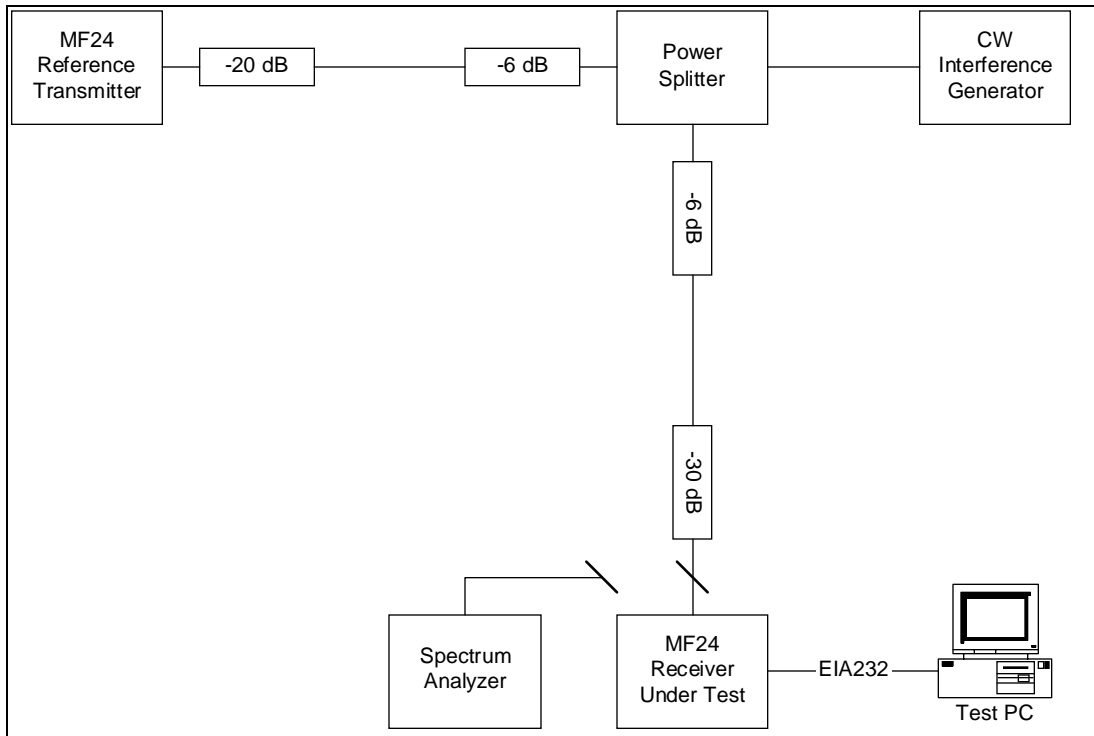 MF24
Reference
Transmitter
-20 dB
-6 dB
Power
Splitter
CW
Interference
Generator
-6 dB
-30 dB
Spectrum
Analyzer
MF24
Receiver
Under Test
EIA232
Test PC